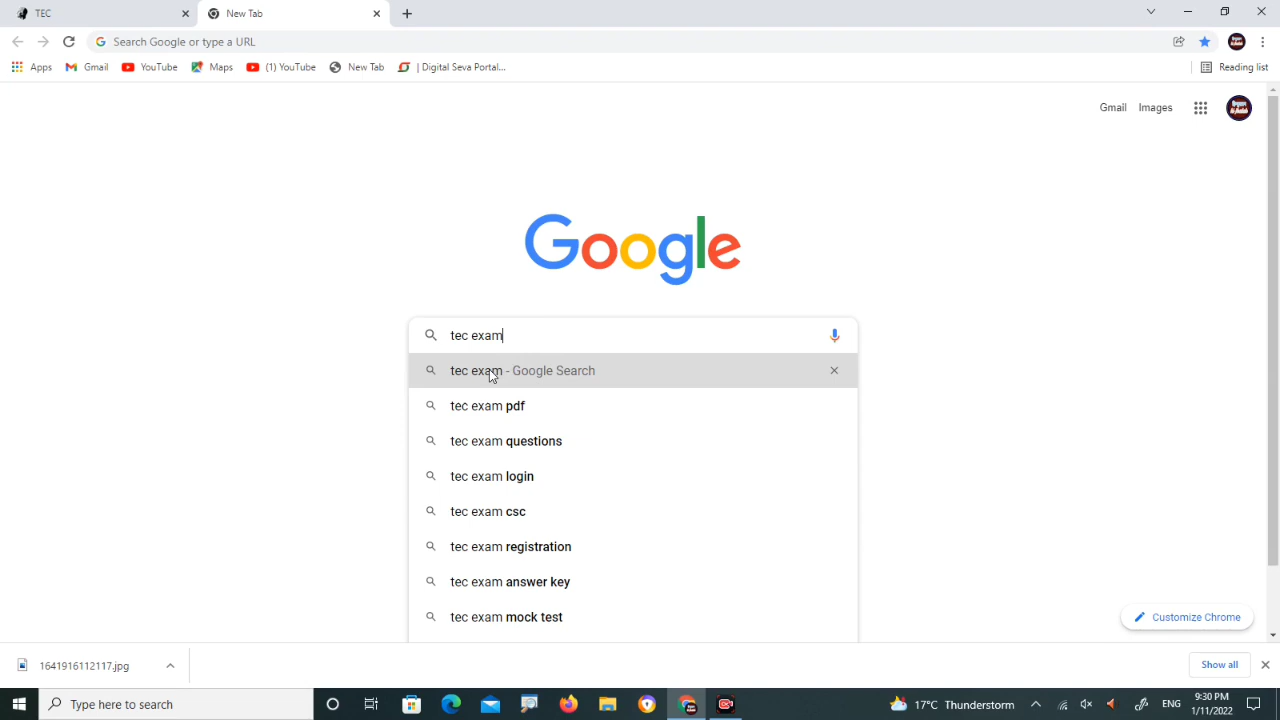 TEC
New Tab
Search Google or type a URL
Apps
Gmail
YouTube
Maps
(1) YouTube
New Tab
| Digital Seva Portal...
Reading list
Gmail
Images
Google
tec exam
tec exam - Google Search
tec exam pdf
tec exam questions
tec exam login
tec exam csc
tec exam registration
tec exam answer key
tec exam mock test
Customize Chrome
1641916112117.jpg
Show all
Type here to search
17°C Thunderstorm
ENG
9:30 PM
1/11/2022